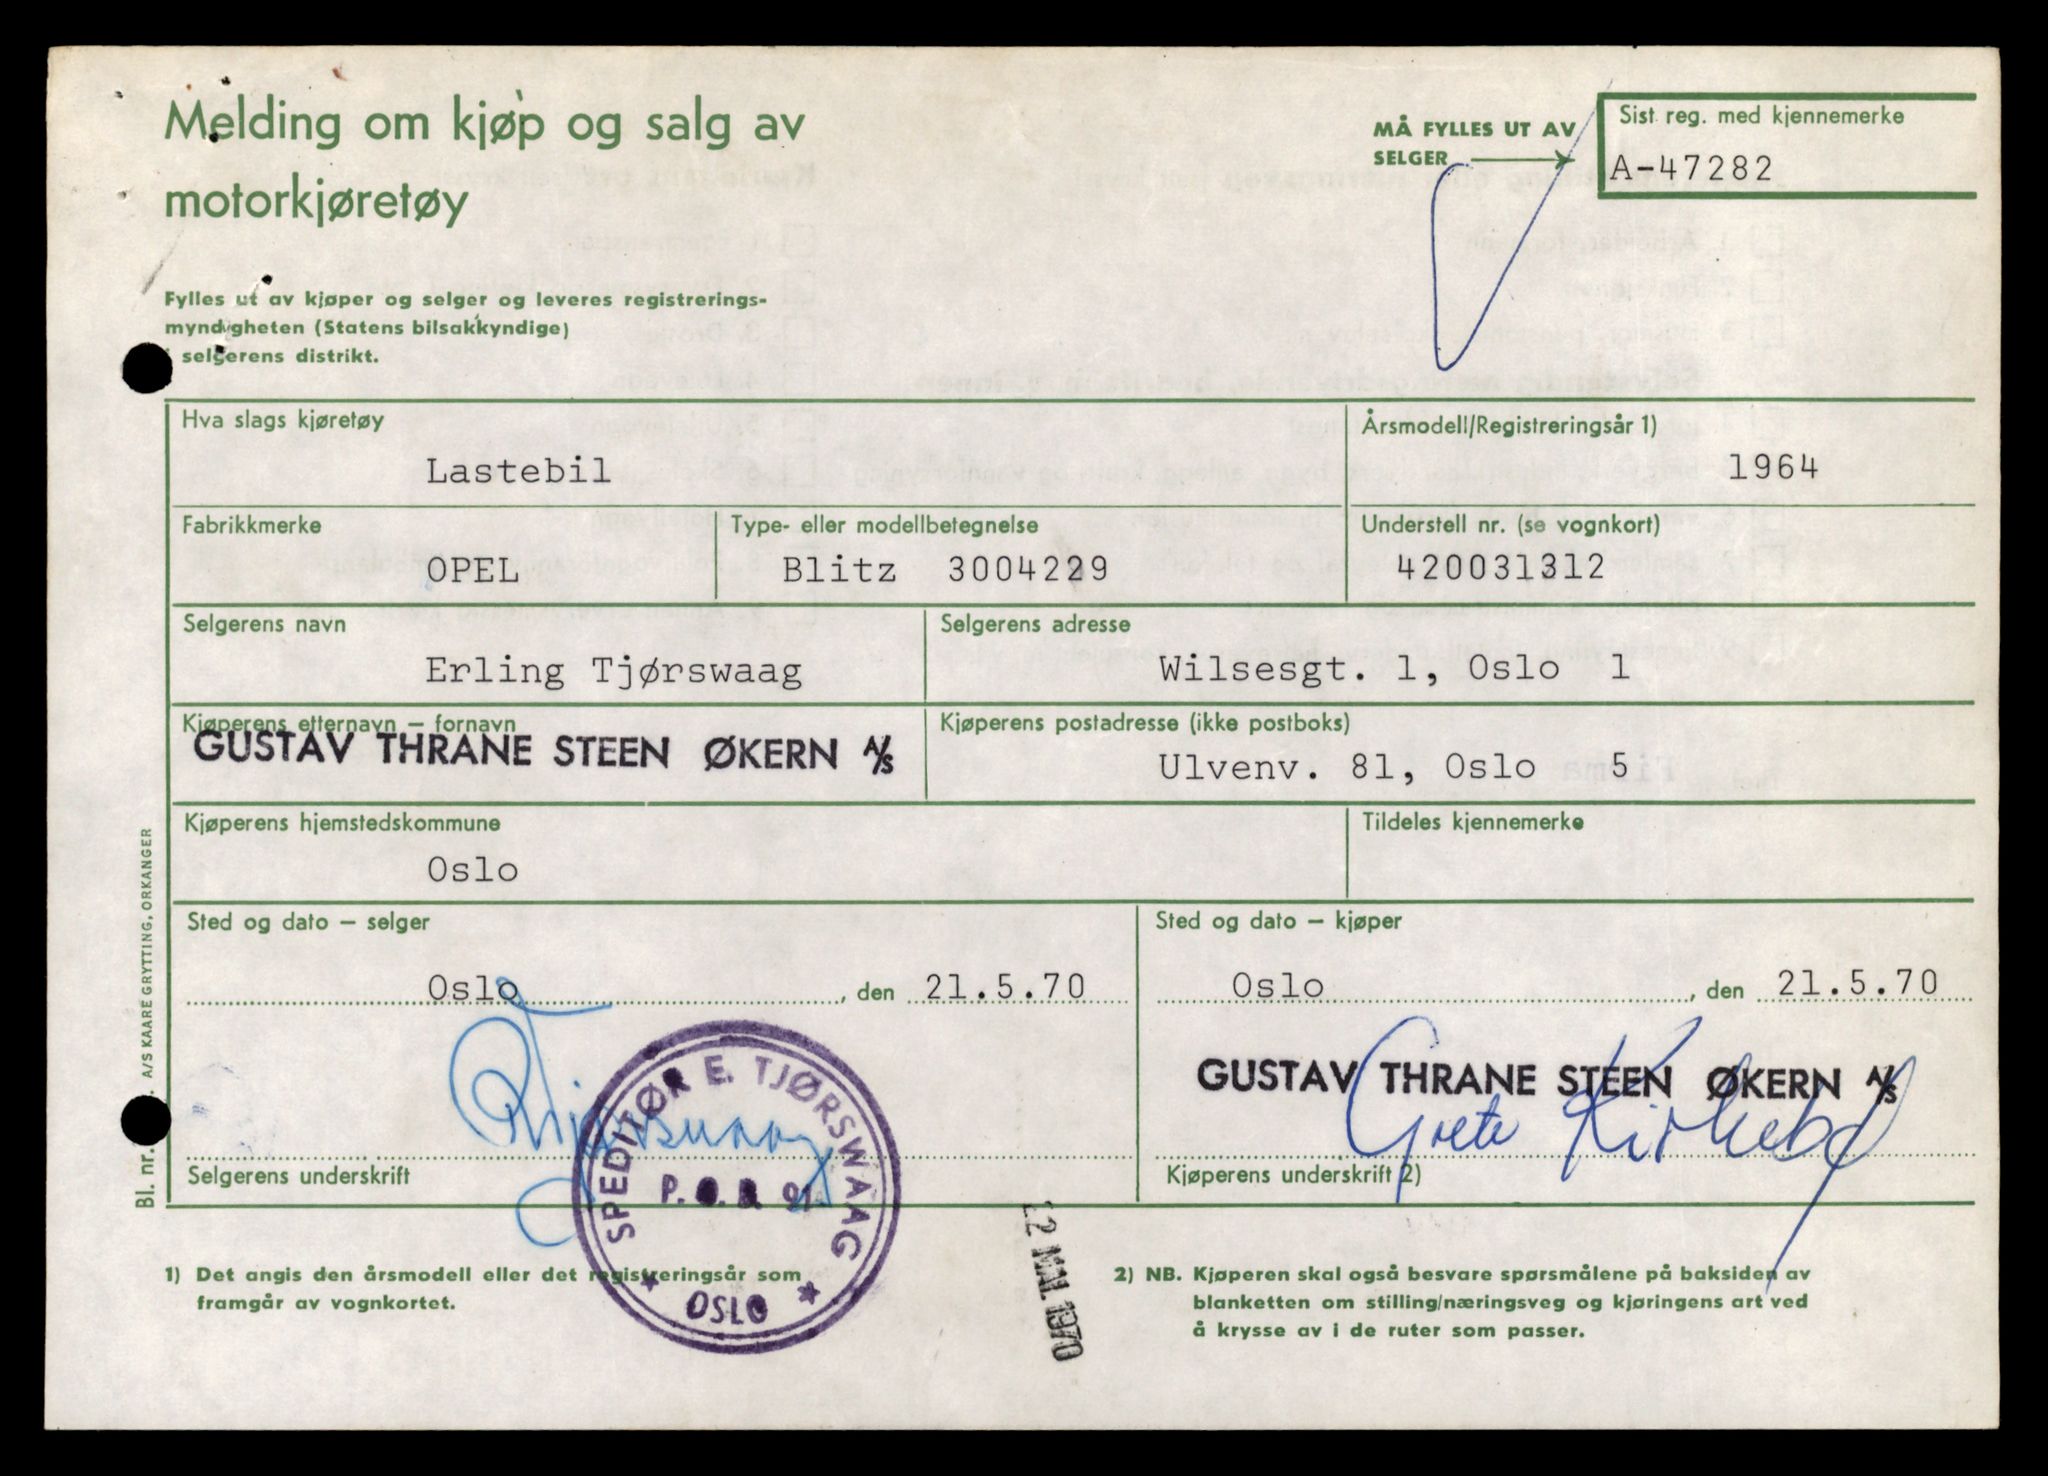 Melding om kjøp og salg av
motorkjøretøy
Fylles ut av kjøper og selger og leveres registrerings-
myndigheten (Statens bilsakkyndige)
i selgerens distrikt.
MÅ FYLLES UT AV
SELGER
Sist reg. med kjennemerke
A-47282
Hva slags kjøretøy
Lastebil
Årsmodell/Registreringsår 1)
1964
Fabrikkmerke
OPEL
Type- eller modellbetegnelse
Blitz 3004229
Understell nr. (se vognkort)
420031312
Selgerens navn
Erling Tjørswaag
Selgerens adresse
Wilsesgt. 1, Oslo 1
Kjøperens etternavn – fornavn
GUSTAV THRANE STEEN ØKERN A/S
Kjøperens postadresse (ikke postboks)
Ulvenv. 81, Oslo 5
Kjøperens hjemstedskommune
Oslo
Tildeles kjennemerke
Sted og dato – selger
Oslo, den 21.5.70
Sted og dato – kjøper
Oslo, den 21.5.70
Tjørswaag
SPEDITØR E. TJØRSWAAG
OSLO
Selgerens underskrift
GUSTAV THRANE STEEN ØKERN A/S
Grete
Kjøperens underskrift 2)
22 MAI. 1970
1) Det angis den årsmodell eller det registreringsår som
framgår av vognkortet.
2) NB. Kjøperen skal også besvare spørsmålene på baksiden av
blanketten om stilling/næringsveg og kjøringens art ved
å krysse av i de ruter som passer.
Bl. nr. A/S KAARE GRYTTING, ORKANGER